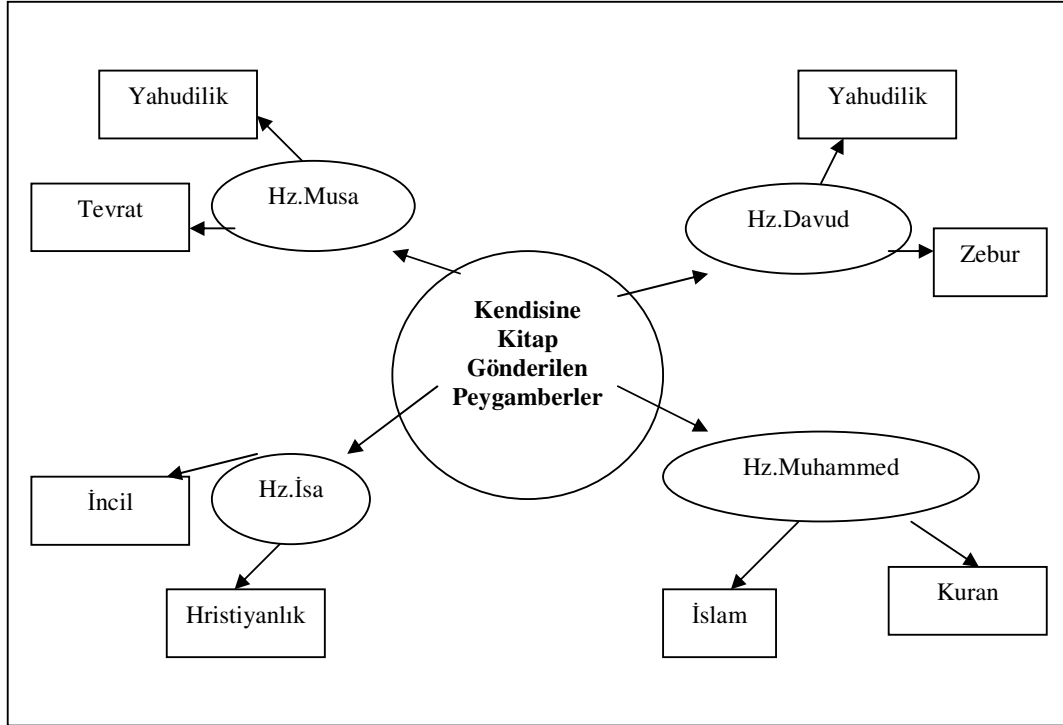 Yahudilik
Yahudilik
Hz.Musa
Tevrat
Hz.Davud
Zebur
Kendisine
Kitap
Gönderilen
Peygamberler
Hz.Muhammed
Hz.İsa
İncil
Kuran
Hristiyanlık
İslam